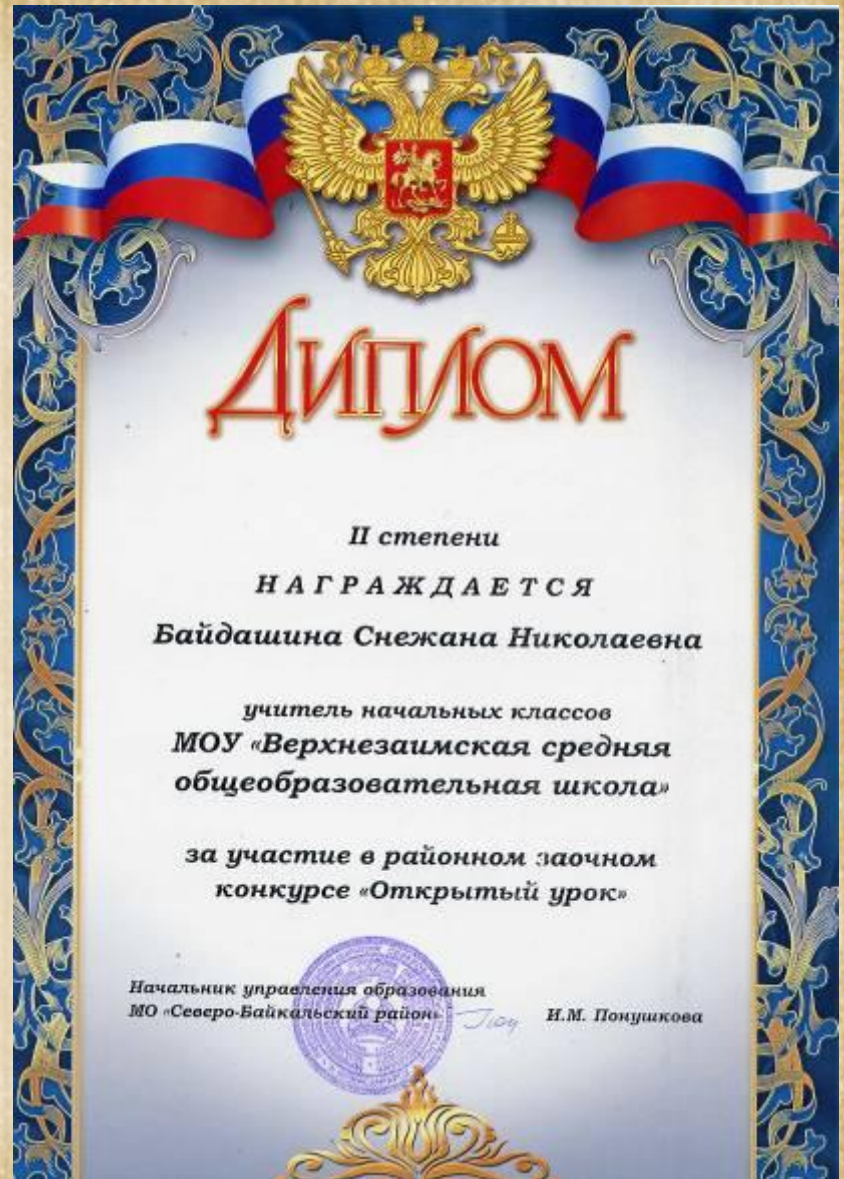 Диплом
II степени
НАГРАЖДАЕТСЯ
Байдашина Снежана Николаевна
учитель начальных классов
МОУ «Верхнезаимская средняя
общеобразовательная школа»
за участие в районном заочном
конкурсе «Открытый урок»
Начальник управления образования
МО «Северо-Байкальский район» И.М. Понушкова